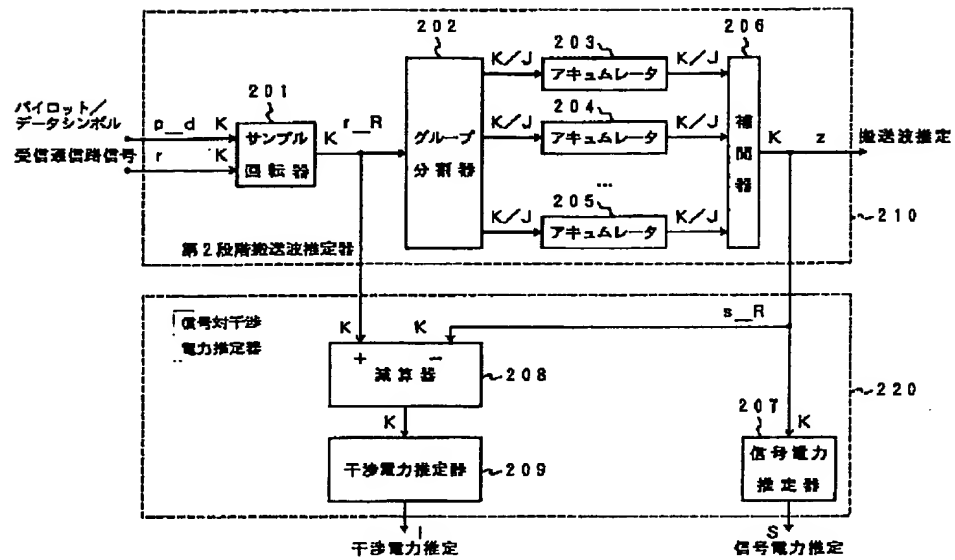 202
206
203
K／J
K／J
アキュムレータ
パイロット／
データシンボル
p__d
K
201
サンプル
回転器
K
r__R
グループ
分割器
204
K／J
K／J
アキュムレータ
補
間
器
K
z
搬送波推定
受信通信路信号
r
K
...
205
K／J
K／J
アキュムレータ
210
第2段階搬送波推定器
信号対干渉
電力推定器
s__R
K
K
＋
－
減算器
208
220
207
K
K
干渉電力推定器
209
信号電力
推定器
I
S
干渉電力推定
信号電力推定